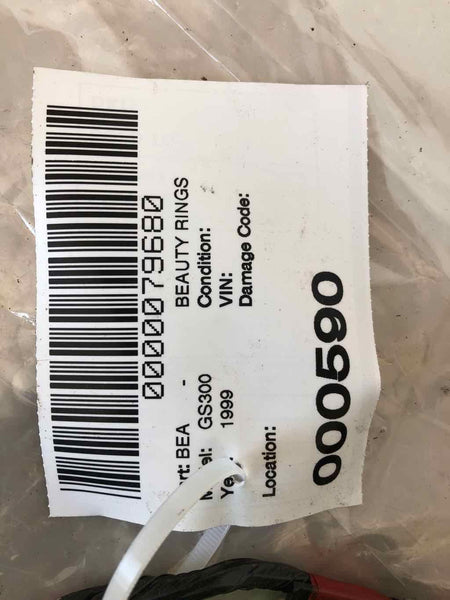 0000079680
BEA - BEAUTY RINGS
GS300 Condition:
1999 VIN:
Damage Code:
Location:
000590